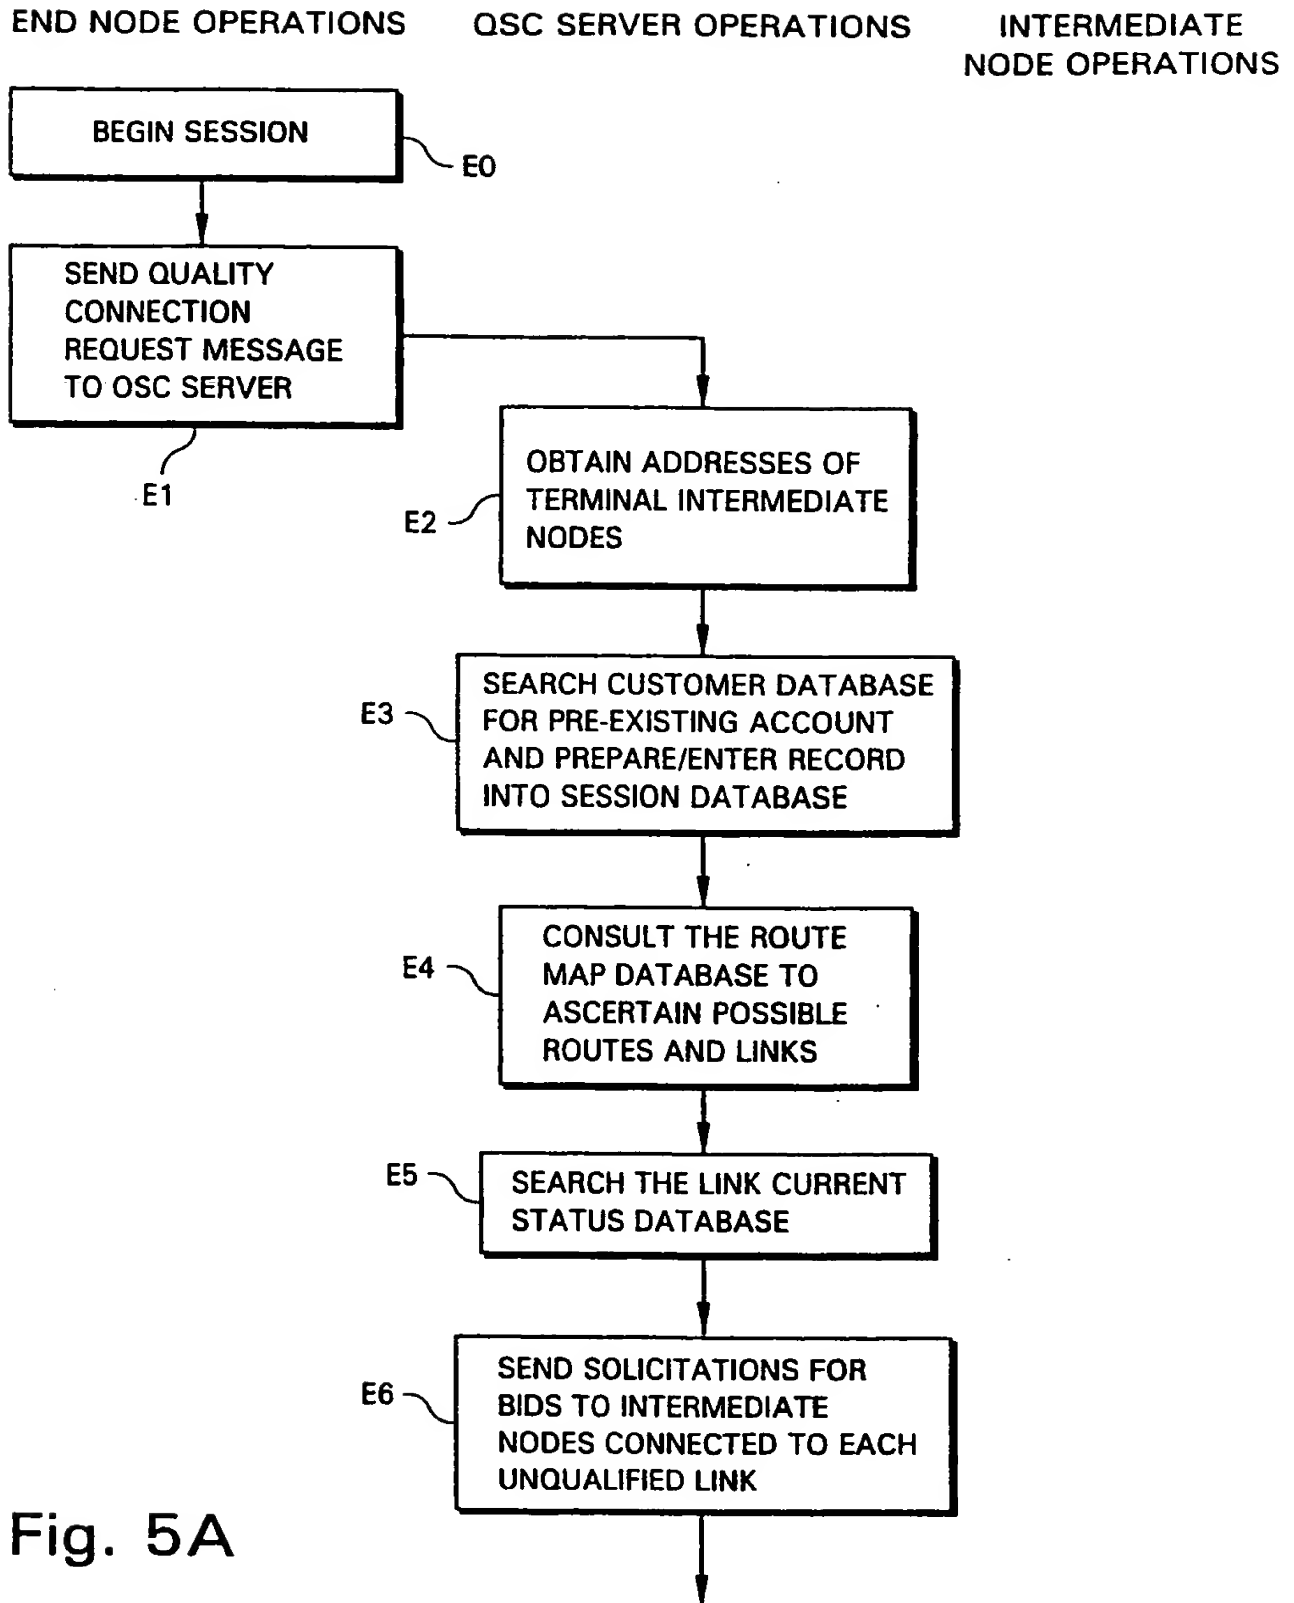 END NODE OPERATIONS
QSC SERVER OPERATIONS
INTERMEDIATE
NODE OPERATIONS
BEGIN SESSION
E0
SEND QUALITY
CONNECTION
REQUEST MESSAGE
TO QSC SERVER
E1
OBTAIN ADDRESSES OF
TERMINAL INTERMEDIATE
NODES
E2
SEARCH CUSTOMER DATABASE
FOR PRE-EXISTING ACCOUNT
AND PREPARE/ENTER RECORD
INTO SESSION DATABASE
E3
CONSULT THE ROUTE
MAP DATABASE TO
ASCERTAIN POSSIBLE
ROUTES AND LINKS
E4
SEARCH THE LINK CURRENT
STATUS DATABASE
E5
SEND SOLICITATIONS FOR
BIDS TO INTERMEDIATE
NODES CONNECTED TO EACH
UNQUALIFIED LINK
E6
Fig. 5A